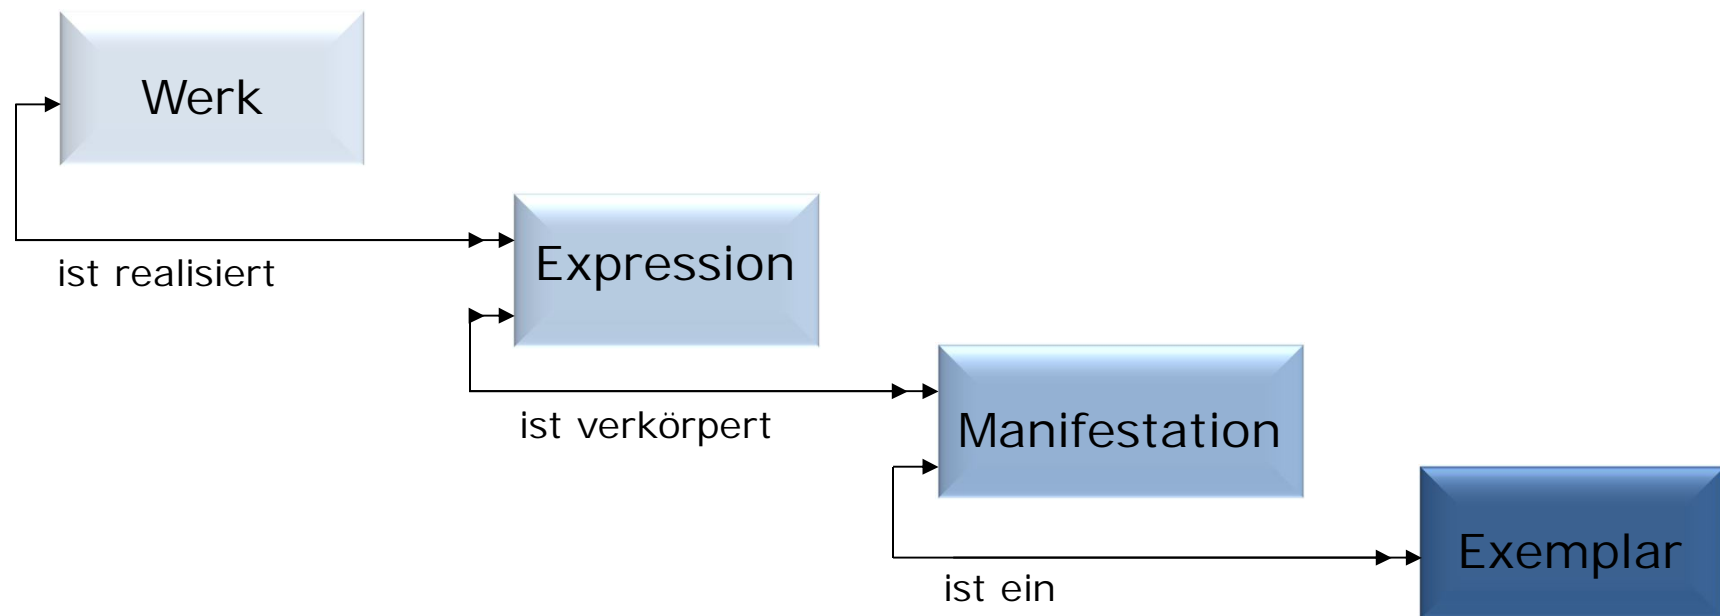 Werk
ist realisiert
Expression
ist verkörpert
Manifestation
ist ein
Exemplar